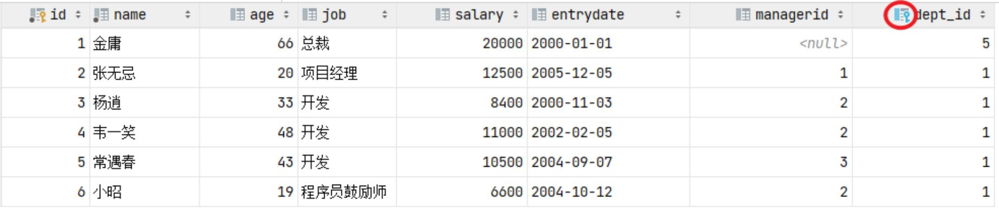 id name age job salary entrydate managerid dept_id
1 金庸 66 总裁 20000 2000-01-01 <null> 5
2 张无忌 20 项目经理 12500 2005-12-05 1 1
3 杨逍 33 开发 8400 2000-11-03 2 1
4 韦一笑 48 开发 11000 2002-02-05 2 1
5 常遇春 43 开发 10500 2004-09-07 3 1
6 小昭 19 程序员鼓励师 6600 2004-10-12 2 1